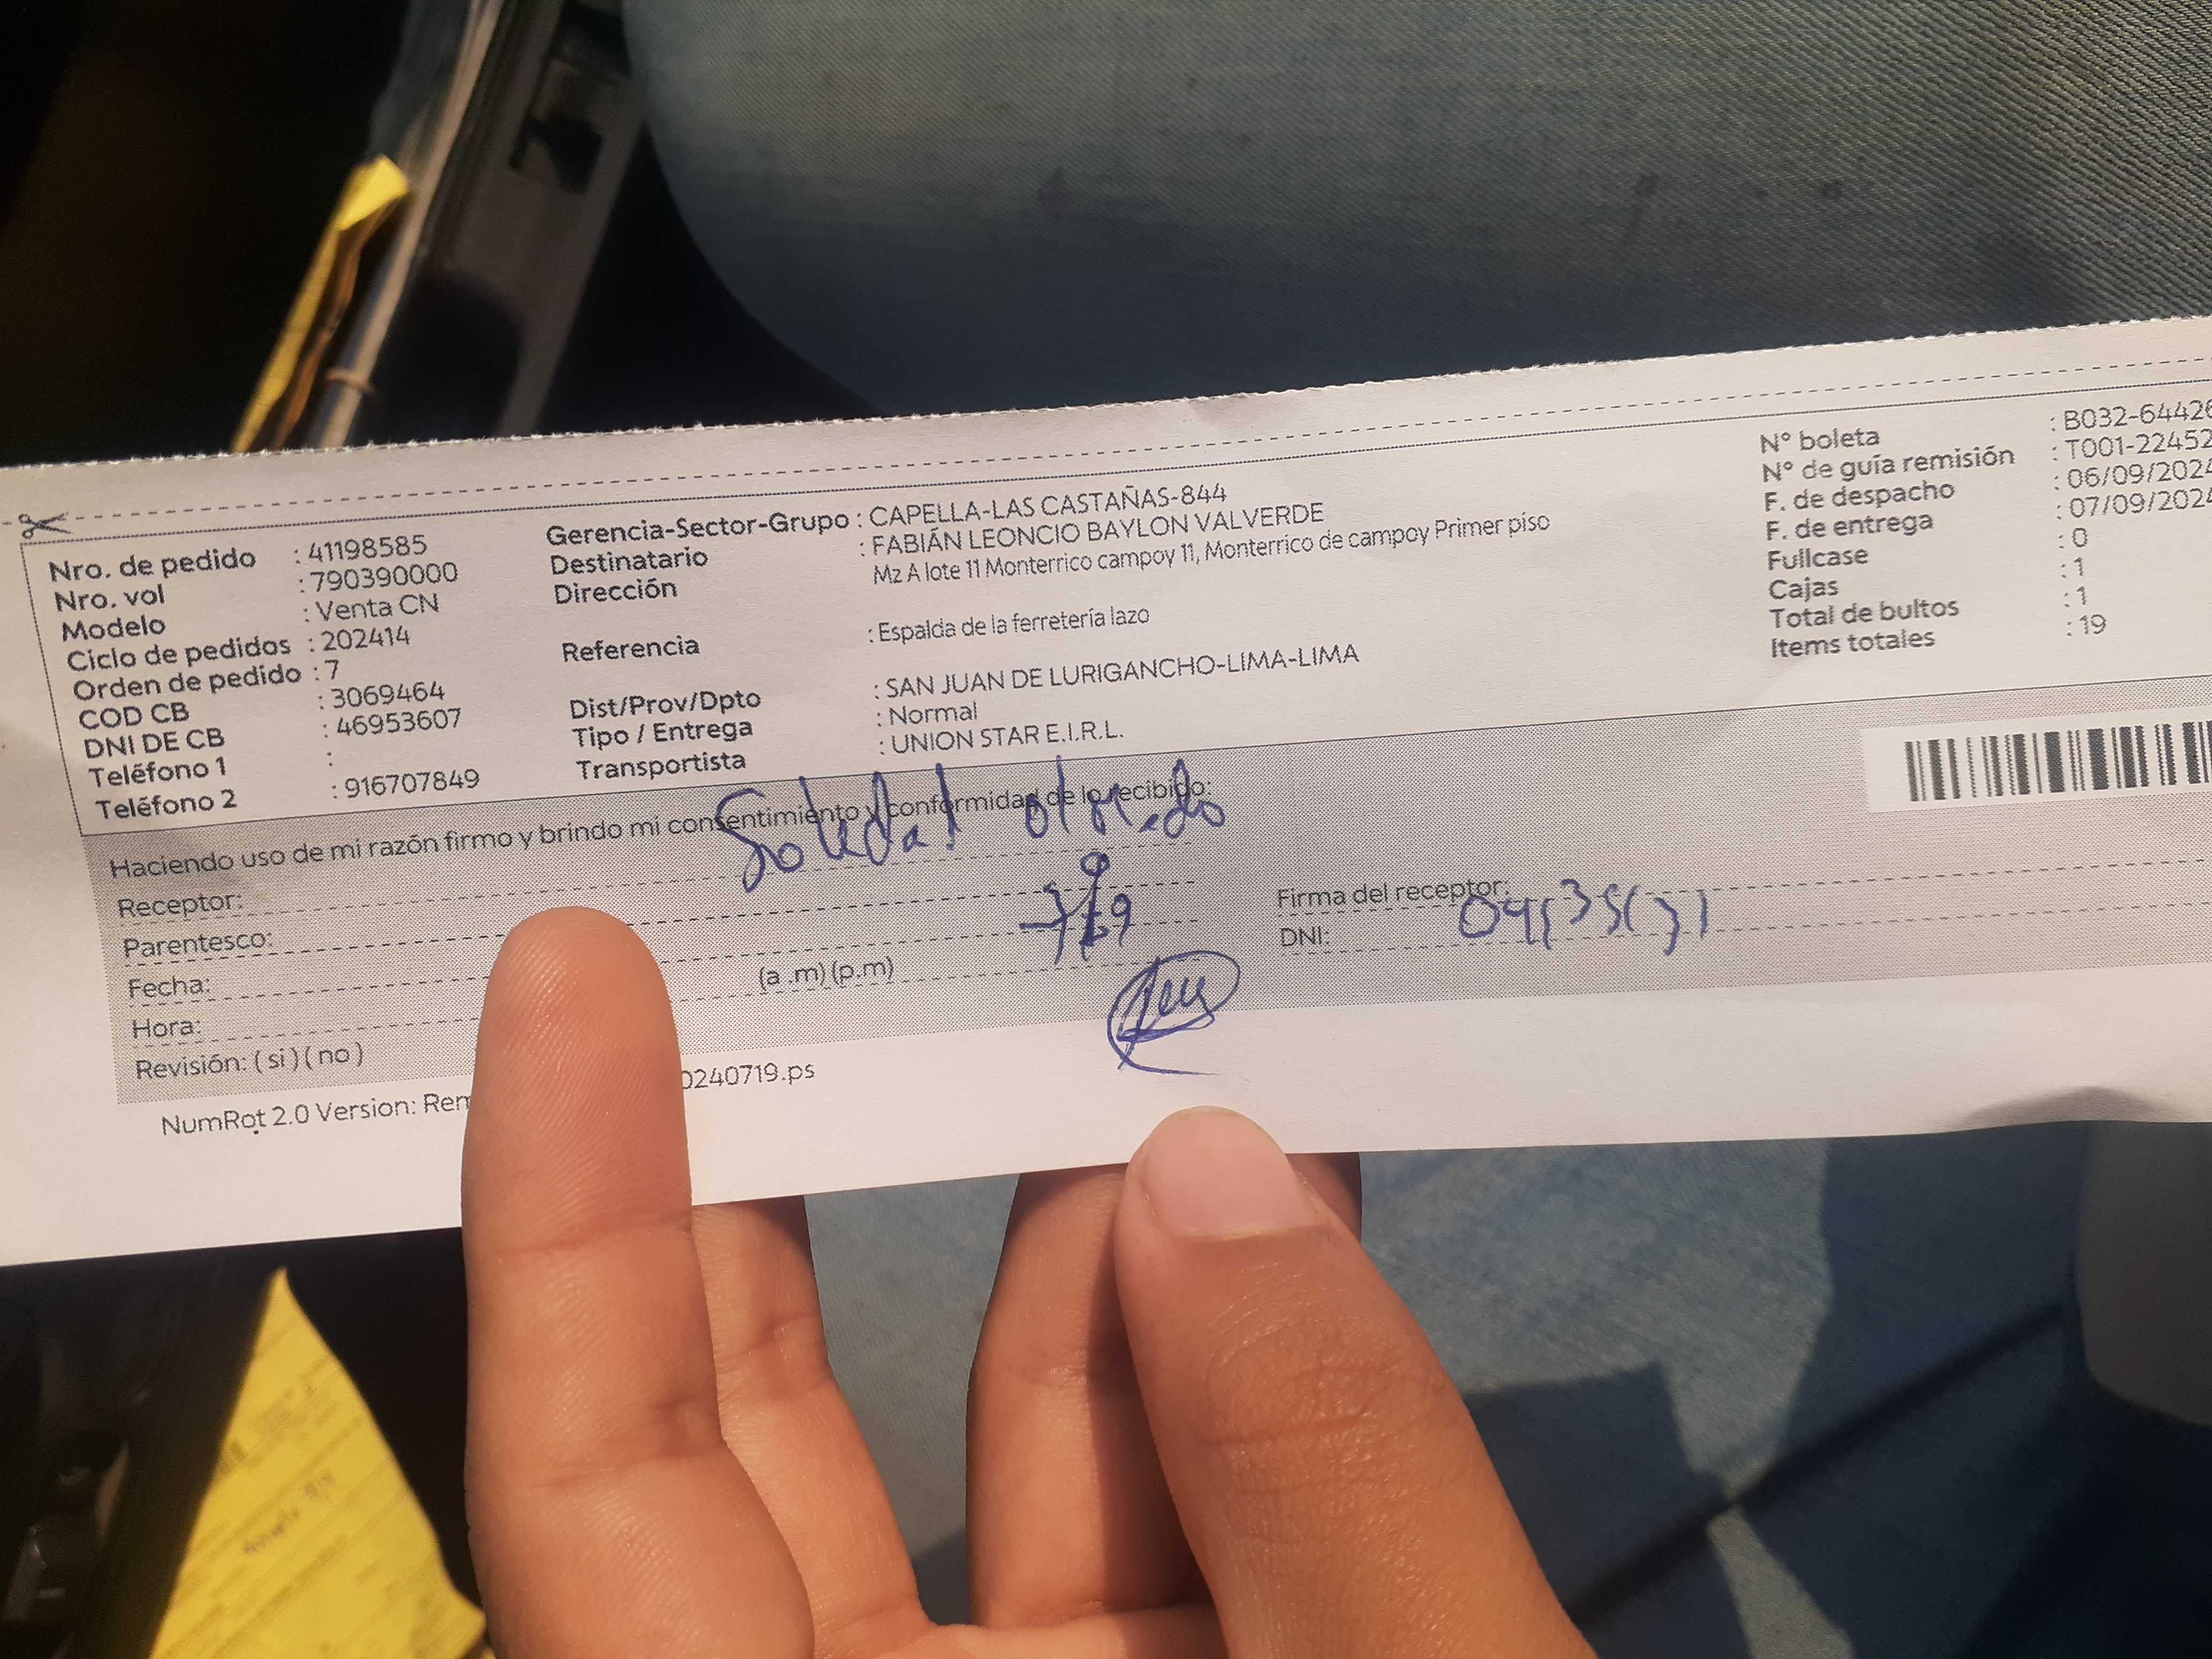 Nro. de pedido : 41198585
Nro. vol : 790390000
Modelo : Venta CN
Ciclo de pedidos : 202414
Orden de pedido : 7
COD CB : 3069464
DNI DE CB : 46953607
Teléfono 1 :
Teléfono 2 : 916707849
Gerencia-Sector-Grupo : CAPELLA-LAS CASTAÑAS-844
Destinatario : FABIÁN LEONCIO BAYLON VALVERDE
Dirección : Mz A lote 11 Monterrico campoy 11, Monterrico de campoy Primer piso
Referencia : Espalda de la ferretería lazo
Dist/Prov/Dpto : SAN JUAN DE LURIGANCHO-LIMA-LIMA
Tipo / Entrega : Normal
Transportista : UNION STAR E.I.R.L.
Nº boleta : B032-64426
Nº de guía remisión : T001-22452
F. de despacho : 06/09/2024
F. de entrega : 07/09/2024
Fullcase : 0
Cajas : 1
Total de bultos : 1
Items totales : 19
Haciendo uso de mi razón firmo y brindo mi consentimiento y conformidad de lo recibido:
Soledad olmedo
Receptor:
Parentesco:
Fecha:
Hora: (a .m) (p.m)
Revisión: ( si ) ( no )
Firma del receptor:
DNI:
NumRot 2.0 Version: Rem 0240719.ps